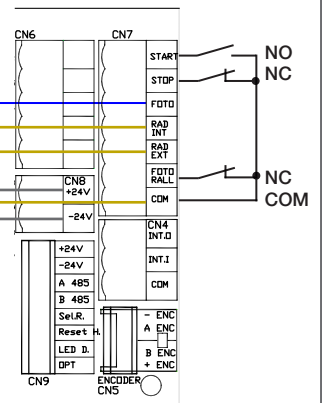 CN6
CN7
START
NO
STOP
NC
FOTO
RAD
INT
RAD
EXT
FOTO
RALL
NC
COM
COM
CN8
+24V
-24V
CN4
INT.O
INT.I
COM
+24V
-24V
A 485
B 485
Sel.R.
Reset H.
LED D.
OPT
CN9
- ENC
A ENC
B ENC
+ ENC
ENCODER
CN5